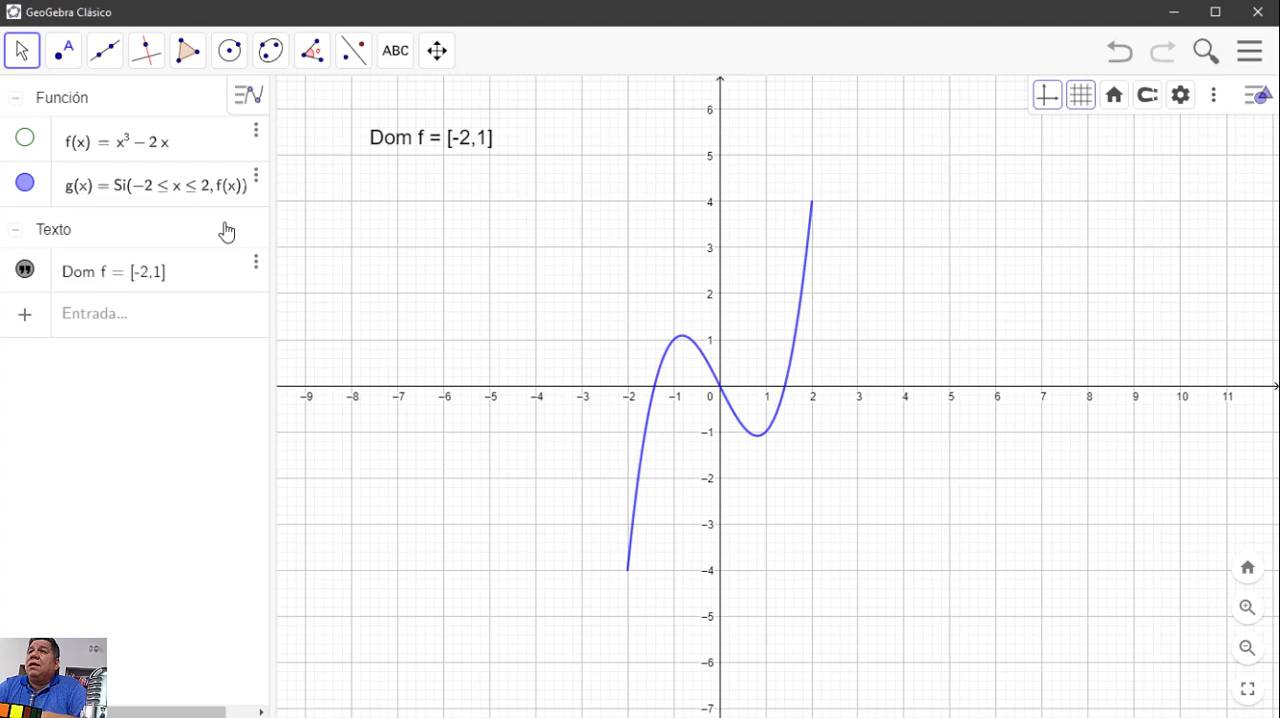 GeoGebra Clásico
ABC
Función
f(x) = x³ − 2 x
g(x) = Si(−2 ≤ x ≤ 2, f(x))
Texto
Dom f = [-2,1]
Entrada...
Dom f = [-2,1]
6
5
4
3
2
1
−9 −8 −7 −6 −5 −4 −3 −2 −1 0 1 2 3 4 5 6 7 8 9 10 11
−1
−2
−3
−4
−5
−6
−7